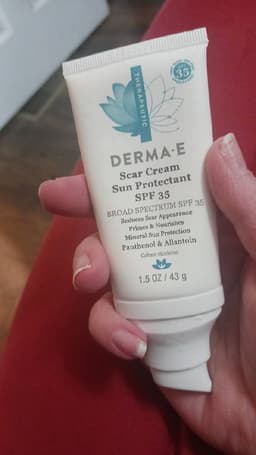 35
THERAPEUTIC
DERMA·E
Scar Cream
Sun Protectant
SPF 35
BROAD SPECTRUM SPF 35
Reduces Scar Appearance
Primes & Nourishes
Mineral Sun Protection
Panthenol & Allantoin
1.5 OZ / 43 g